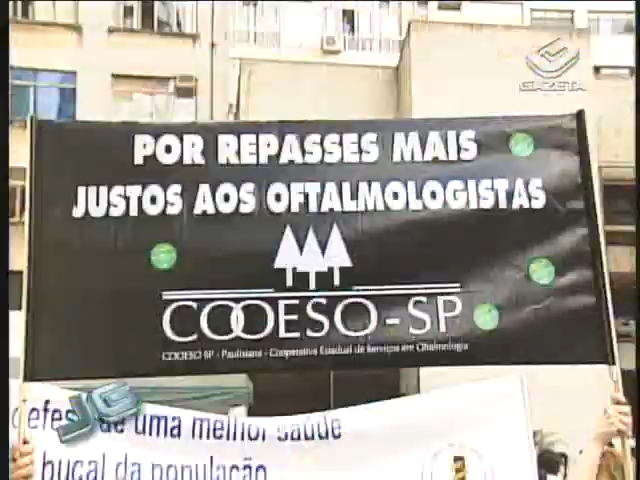 GAZETA
POR REPASSES MAIS
JUSTOS AOS OFTALMOLOGISTAS
COOESO-SP
COOESO SP - Paulistana - Cooperativa Estadual de Serviços em Oftalmologia
JG
de uma melhor saúde
bucal da população